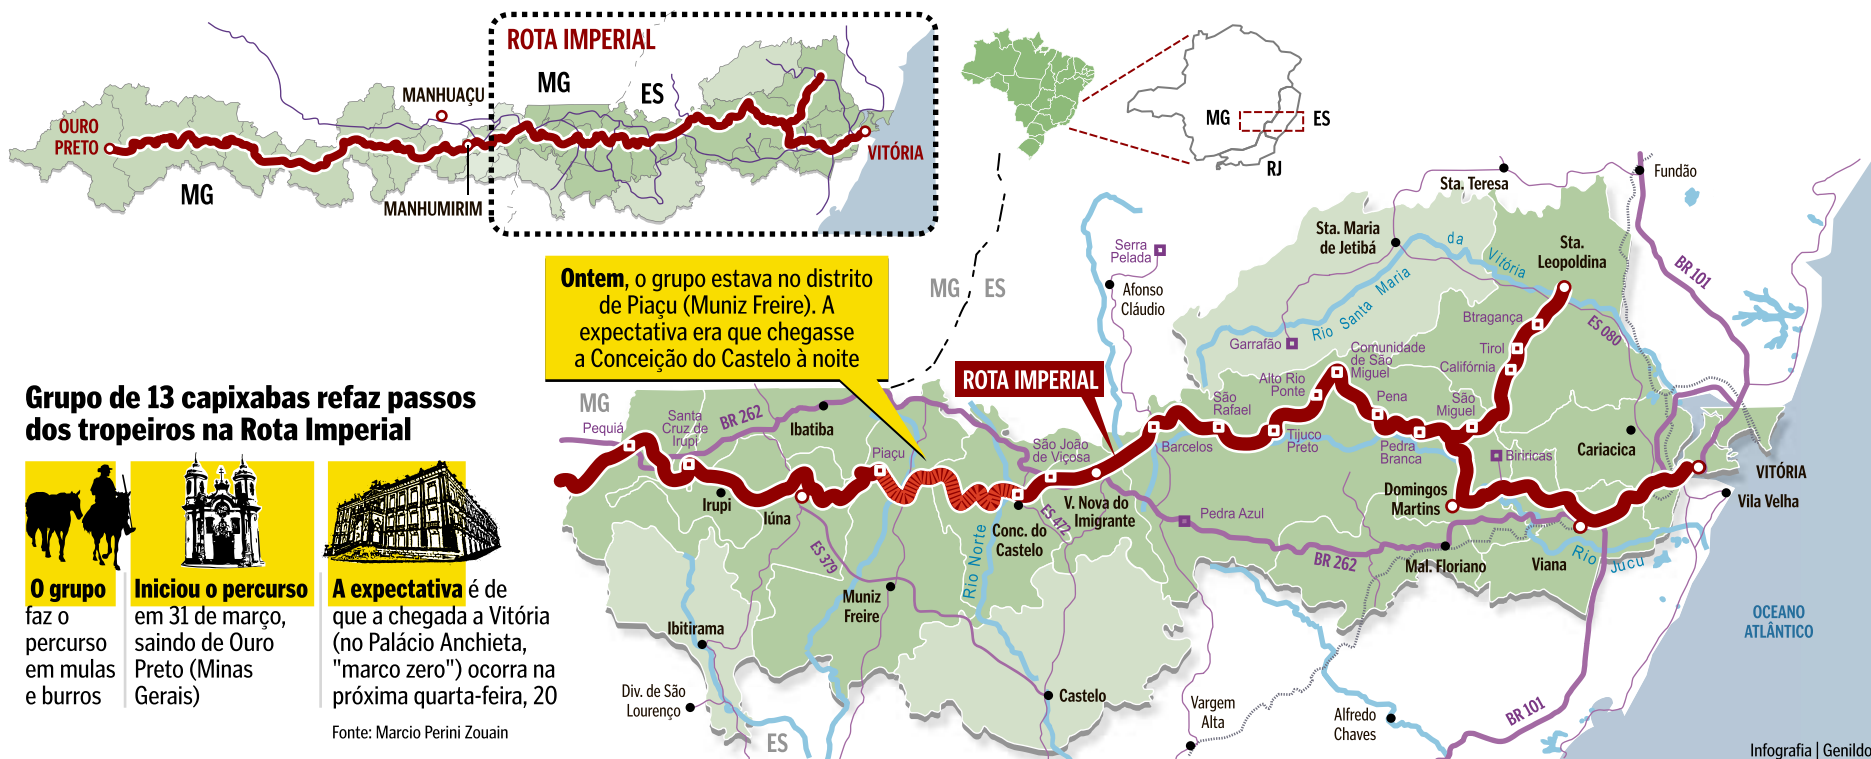 ROTA IMPERIAL
MG
ES
MANHUAÇU
OURO
PRETO
MG
MANHUMIRIM
VITÓRIA
MG
ES
RJ
Ontem, o grupo estava no distrito
de Piaçu (Muniz Freire). A
expectativa era que chegasse
a Conceição do Castelo à noite
MG
ES
Grupo de 13 capixabas refaz passos
dos tropeiros na Rota Imperial
O grupo
faz o
percurso
em mulas
e burros
Iniciou o percurso
em 31 de março,
saindo de Ouro
Preto (Minas
Gerais)
A expectativa é de
que a chegada a Vitória
(no Palácio Anchieta,
"marco zero") ocorra na
próxima quarta-feira, 20
Fonte: Marcio Perini Zouain
ROTA IMPERIAL
MG
Pequiá
Santa
Cruz de
Irupi
BR 262
Ibatiba
Irupi
Iúna
Piaçu
ES 379
Muniz
Freire
Ibitirama
Div. de São
Lourenço
ES
Rio Norte
São João
de Viçosa
Conc. do
Castelo
ES 472
V. Nova do
Imigrante
Castelo
Serra
Pelada
Afonso
Cláudio
Barcelos
São
Rafael
Alto Rio
Ponte
Tijuco
Preto
Comunidade
de São
Miguel
Garrafão
Pena
Pedra
Branca
São
Miguel
Califórnia
Tirol
Btragança
Sta.
Leopoldina
Sta. Maria
de Jetibá
Sta. Teresa
Fundão
Rio Santa Maria
da
Vitória
BR 101
ES 080
Biriricas
Cariacica
VITÓRIA
Vila Velha
Domingos
Martins
Pedra Azul
BR 262
Mal. Floriano
Viana
Rio Jucu
OCEANO
ATLÂNTICO
Vargem
Alta
Alfredo
Chaves
BR 101
Infografia | Genildo